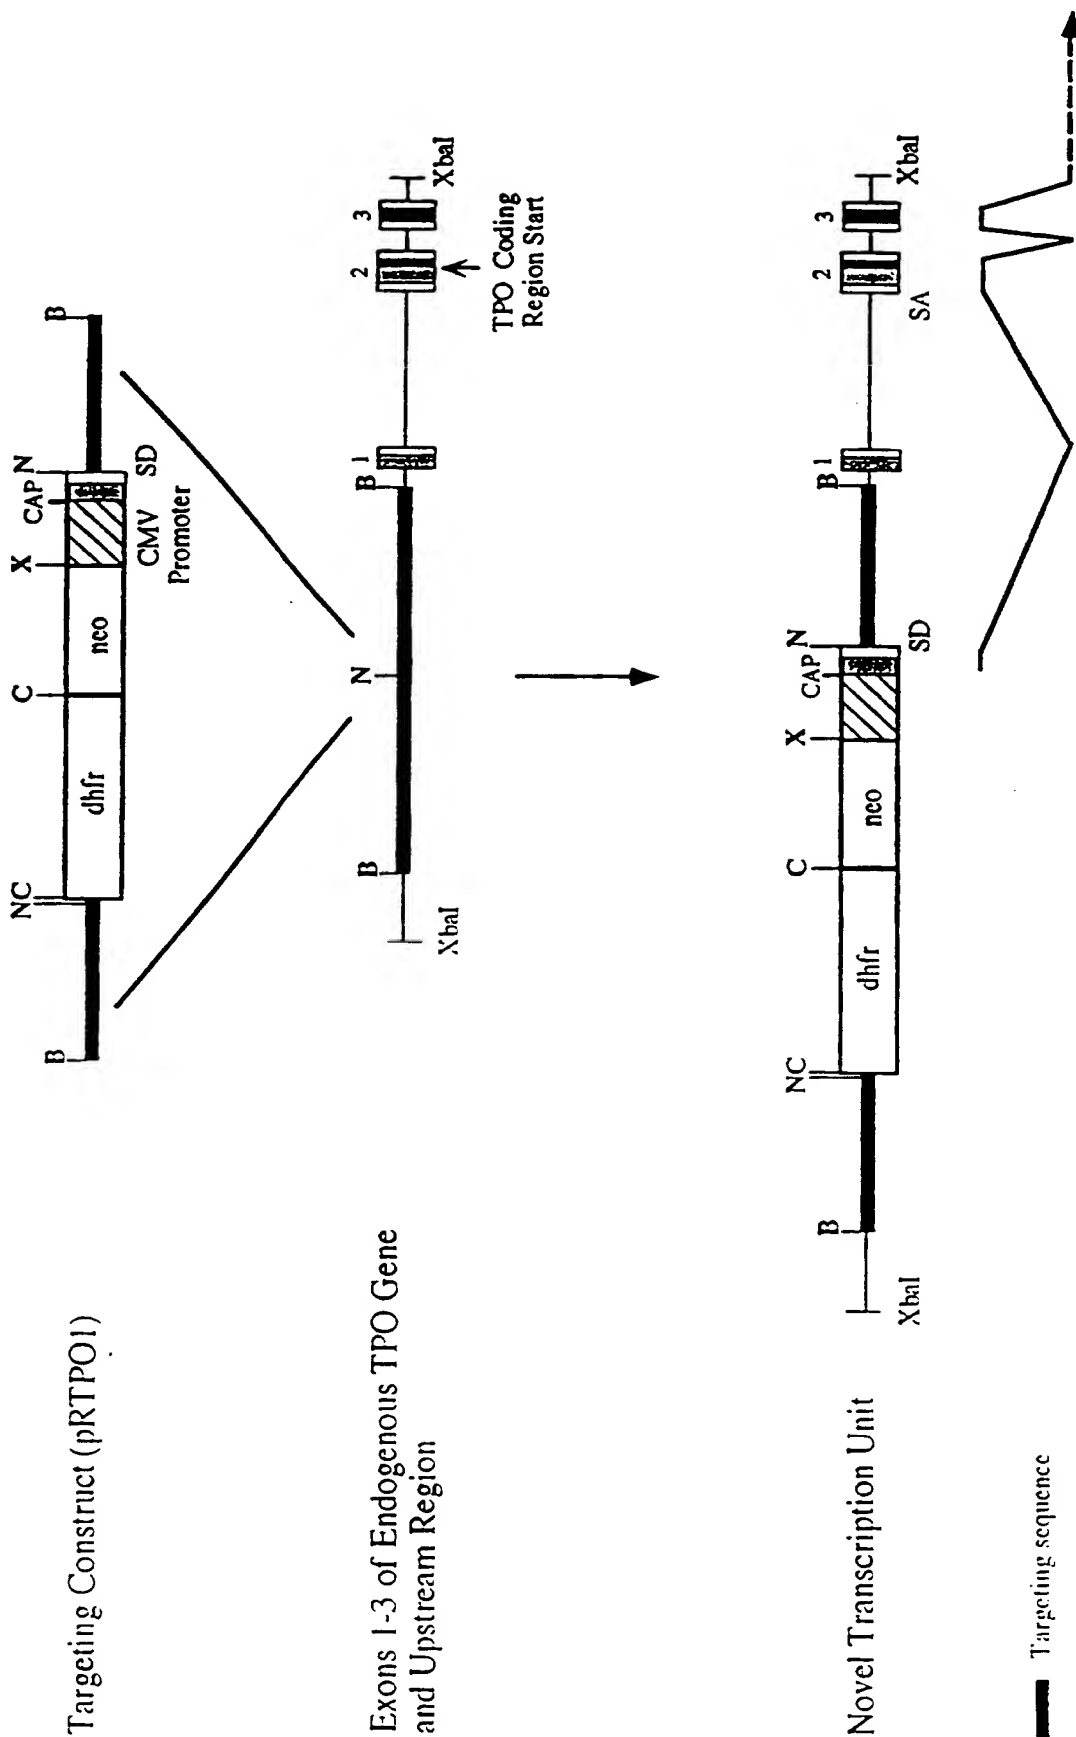 Targeting Construct (pRTPO1)
B NC C X CAP N B
dhfr neo
CMV
Promoter
SD
Exons 1-3 of Endogenous TPO Gene
and Upstream Region
B N B 1 2 3
XbaI XbaI
TPO Coding
Region Start
Novel Transcription Unit
B NC C X CAP N B 1 2 3
dhfr neo
XbaI SD SA XbaI
Targeting sequence